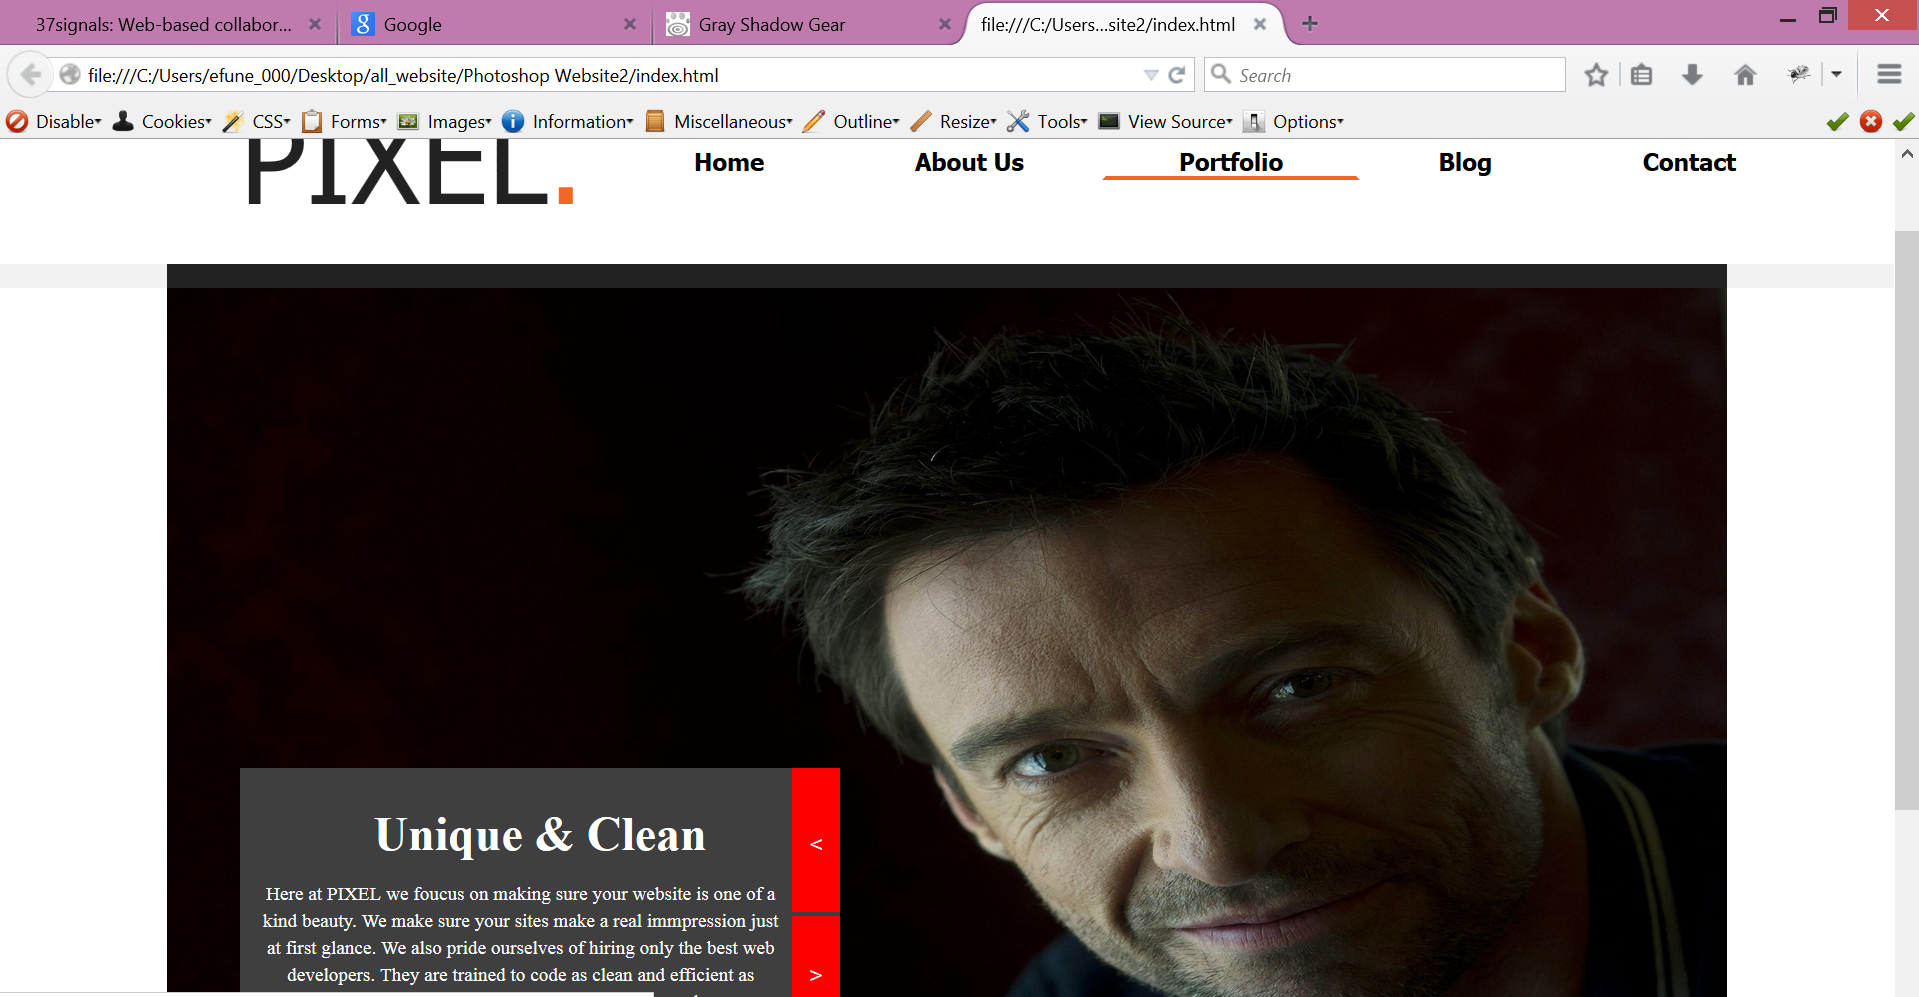 37signals: Web-based collabor...
Google
Gray Shadow Gear
file:///C:/Users...site2/index.html
file:///C:/Users/efune_000/Desktop/all_website/Photoshop Website2/index.html
Search
Disable Cookies CSS Forms Images Information Miscellaneous Outline Resize Tools View Source Options
PIXEL.
Home About Us Portfolio Blog Contact
Unique & Clean
<
Here at PIXEL we foucus on making sure your website is one of a
kind beauty. We make sure your sites make a real immpression just
at first glance. We also pride ourselves of hiring only the best web
developers. They are trained to code as clean and efficient as
>